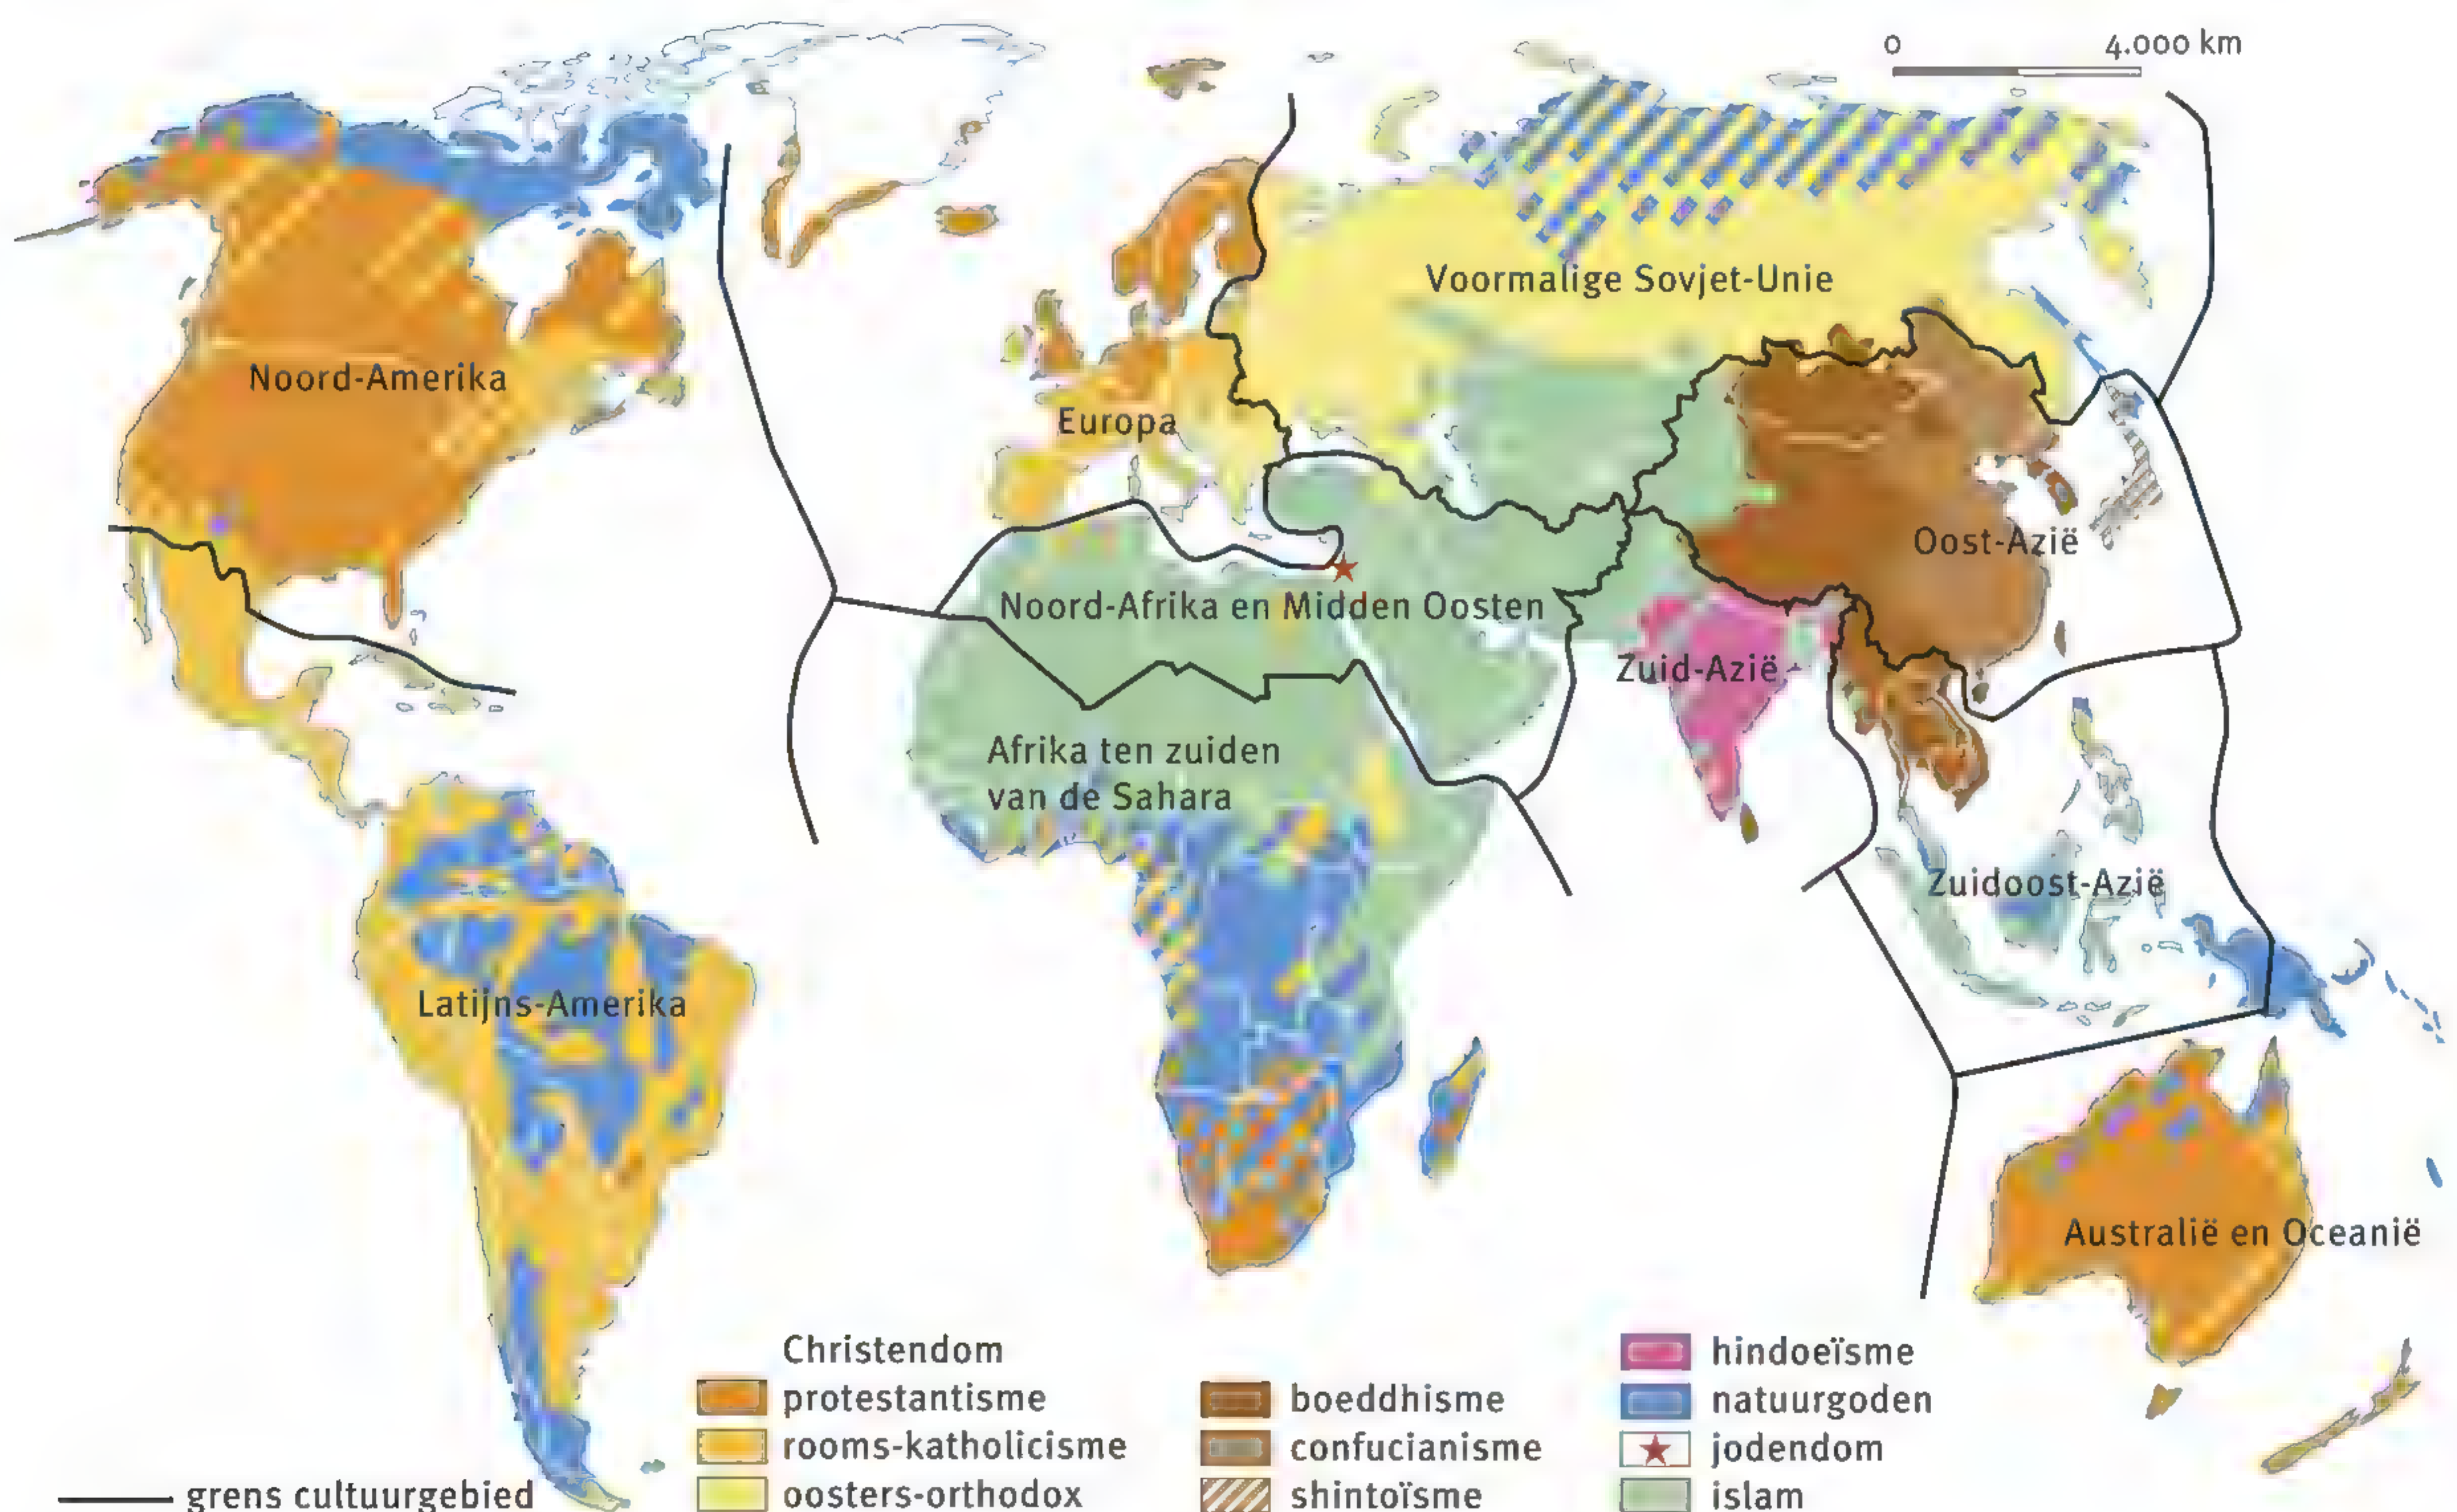 0 4.000 km
Voormalige Sovjet-Unie
Noord-Amerika
Europa
Oost-Azië
Noord-Afrika en Midden Oosten
Zuid-Azië
Afrika ten zuiden
van de Sahara
Zuidoost-Azië
Latijns-Amerika
Australië en Oceanië
grens cultuurgebied
Christendom
protestantisme
rooms-katholicisme
oosters-orthodox
boeddhisme
confucianisme
shintoïsme
hindoeïsme
natuurgoden
jodendom
islam